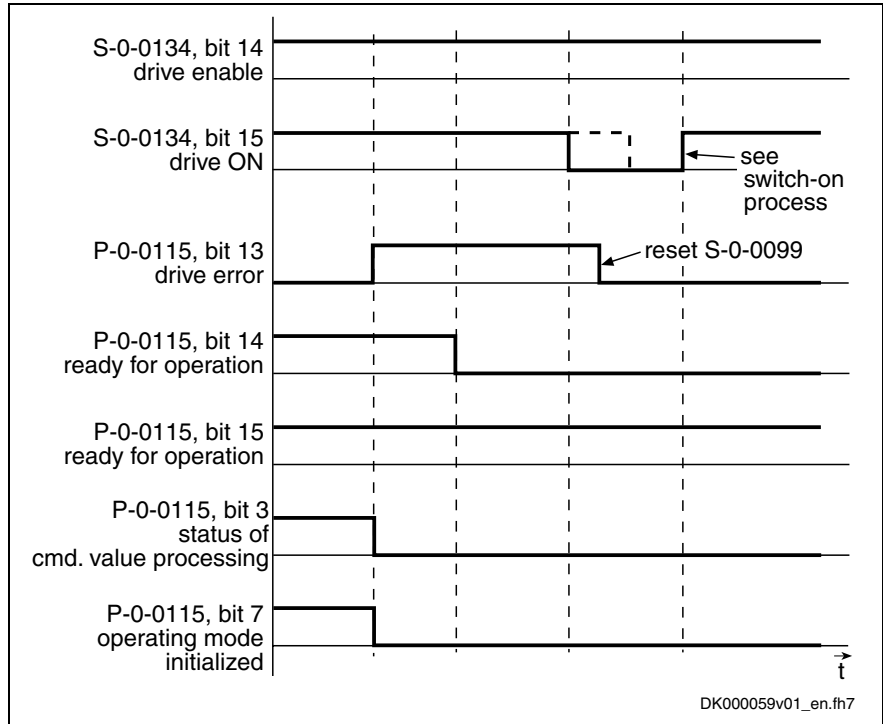 S-0-0134, bit 14
drive enable
S-0-0134, bit 15
drive ON
see
switch-on
process
P-0-0115, bit 13
drive error
reset S-0-0099
P-0-0115, bit 14
ready for operation
P-0-0115, bit 15
ready for operation
P-0-0115, bit 3
status of
cmd. value processing
P-0-0115, bit 7
operating mode
initialized
t
DK000059v01_en.fh7